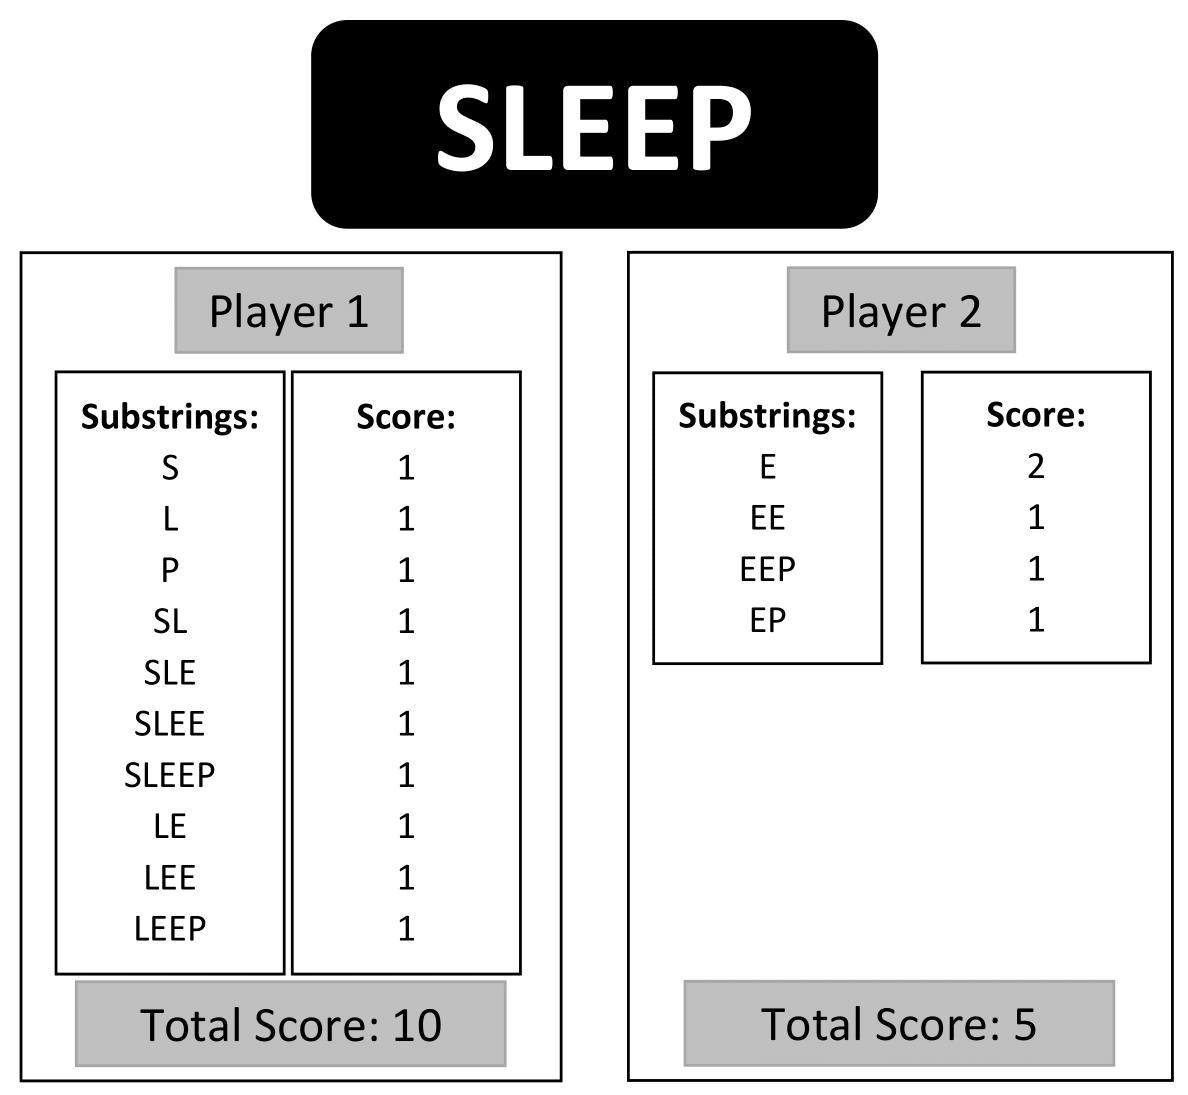 SLEEP
Player 1
Substrings: Score:
S 1
L 1
P 1
SL 1
SLE 1
SLEE 1
SLEEP 1
LE 1
LEE 1
LEEP 1
Total Score: 10
Player 2
Substrings: Score:
E 2
EE 1
EEP 1
EP 1
Total Score: 5